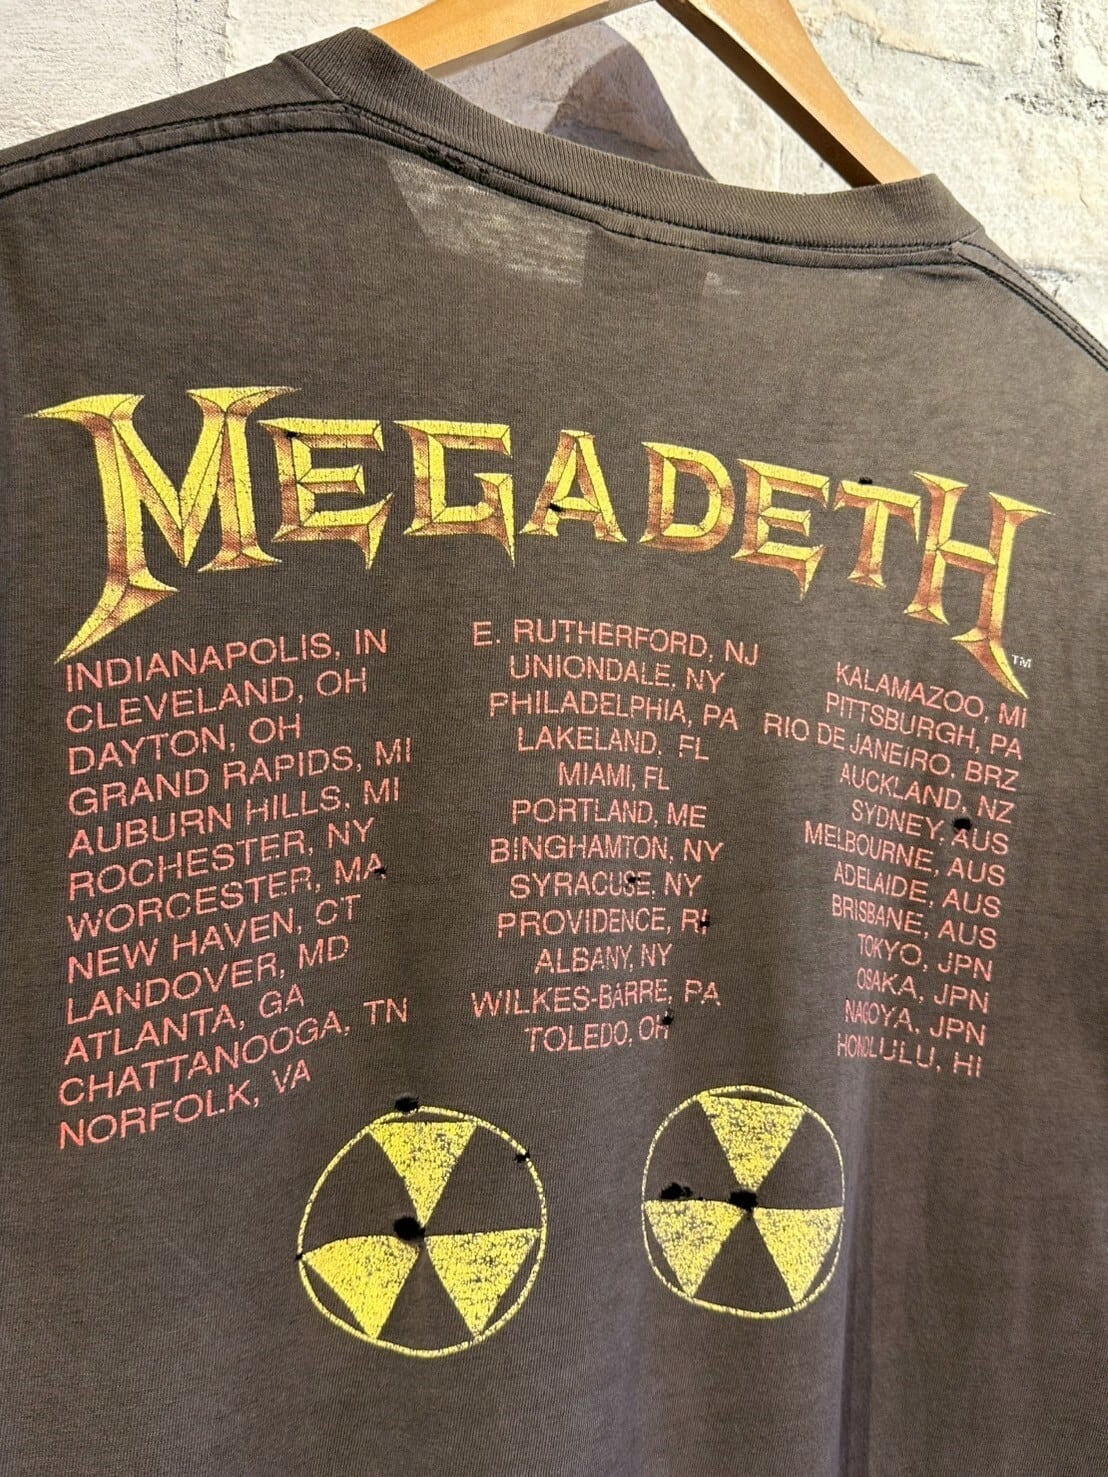 MEGADETH
TM
INDIANAPOLIS, IN
CLEVELAND, OH
DAYTON, OH
GRAND RAPIDS, MI
AUBURN HILLS, MI
ROCHESTER, NY
WORCESTER, MA
NEW HAVEN, CT
LANDOVER, MD
ATLANTA, GA
CHATTANOOGA, TN
NORFOLK, VA
E. RUTHERFORD, NJ
UNIONDALE, NY
PHILADELPHIA, PA
LAKELAND, FL
MIAMI, FL
PORTLAND, ME
BINGHAMTON, NY
SYRACUSE, NY
PROVIDENCE, RI
ALBANY, NY
WILKES-BARRE, PA
TOLEDO, OH
KALAMAZOO, MI
PITTSBURGH, PA
RIO DE JANEIRO, BRZ
AUCKLAND, NZ
SYDNEY, AUS
MELBOURNE, AUS
ADELAIDE, AUS
BRISBANE, AUS
TOKYO, JPN
OSAKA, JPN
NAGOYA, JPN
HONOLULU, HI